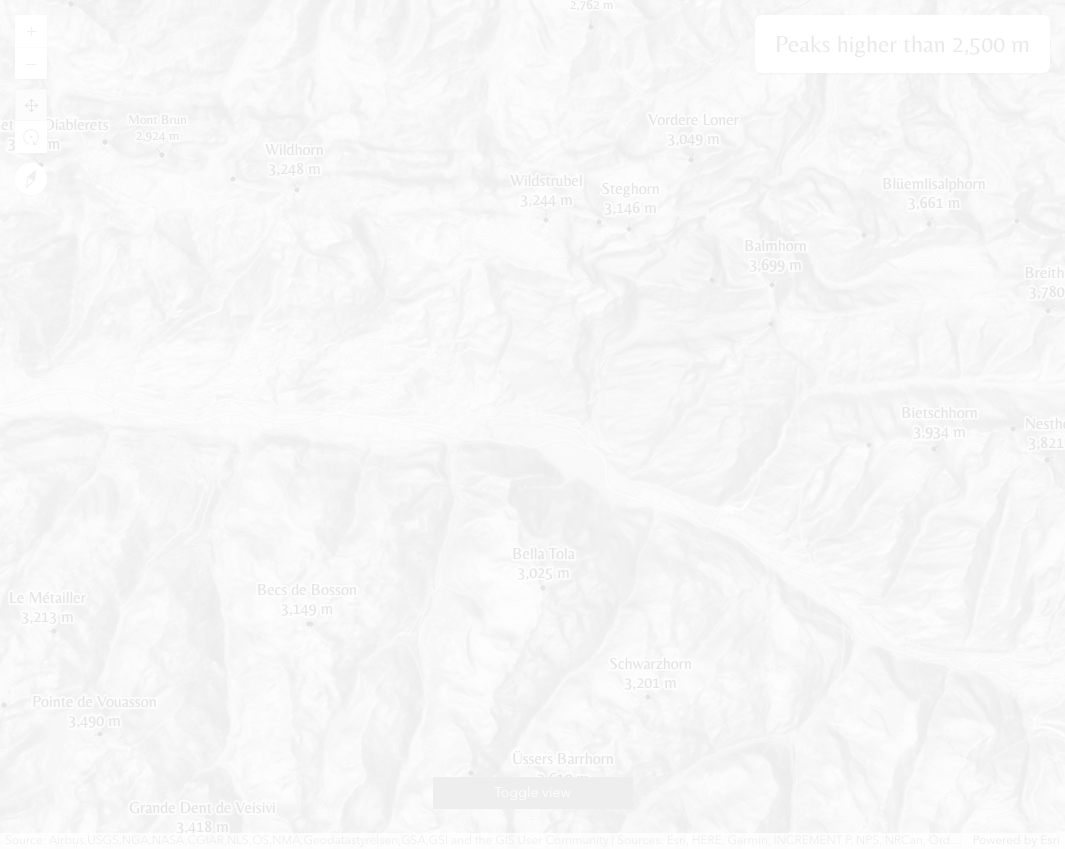 2,762 m
Peaks higher than 2,500 m
Diablerets
Mont Brun
2,924 m
Wildhorn
3,248 m
Vordere Loner
3,049 m
Wildstrubel
3,244 m
Steghorn
3,146 m
Blüemlisalphorn
3,661 m
Balmhorn
3,699 m
Breith
3,780
Bietschhorn
3,934 m
Nesth
3,821
Bella Tola
3,025 m
Becs de Bosson
3,149 m
Le Métailler
3,213 m
Schwarzhorn
3,201 m
Pointe de Vouasson
3,490 m
Üssers Barrhorn
Toggle view
Grande Dent de Veisivi
3,418 m
Source: Airbus,USGS,NGA,NASA,CGIAR,NLS,OS,NMA,Geodatastyrelsen,GSA,GSI and the GIS User Community | Sources: Esri, HERE, Garmin, INCREMENT P, NPS, NRCan, Ord... Powered by Esri